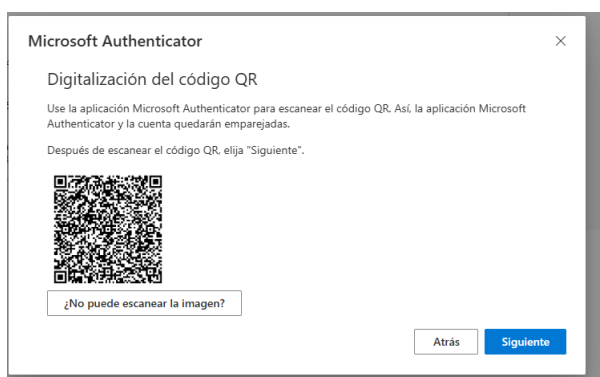 Microsoft Authenticator
Digitalización del código QR
Use la aplicación Microsoft Authenticator para escanear el código QR. Así, la aplicación Microsoft
Authenticator y la cuenta quedarán emparejadas.
Después de escanear el código QR, elija "Siguiente".
¿No puede escanear la imagen?
Atrás
Siguiente